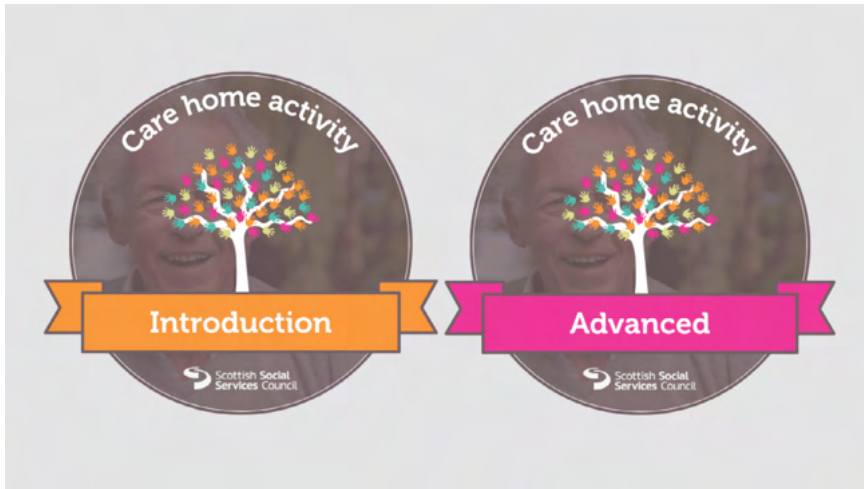 Care home activity
Introduction
Scottish Social
Services Council
Care home activity
Advanced
Scottish Social
Services Council